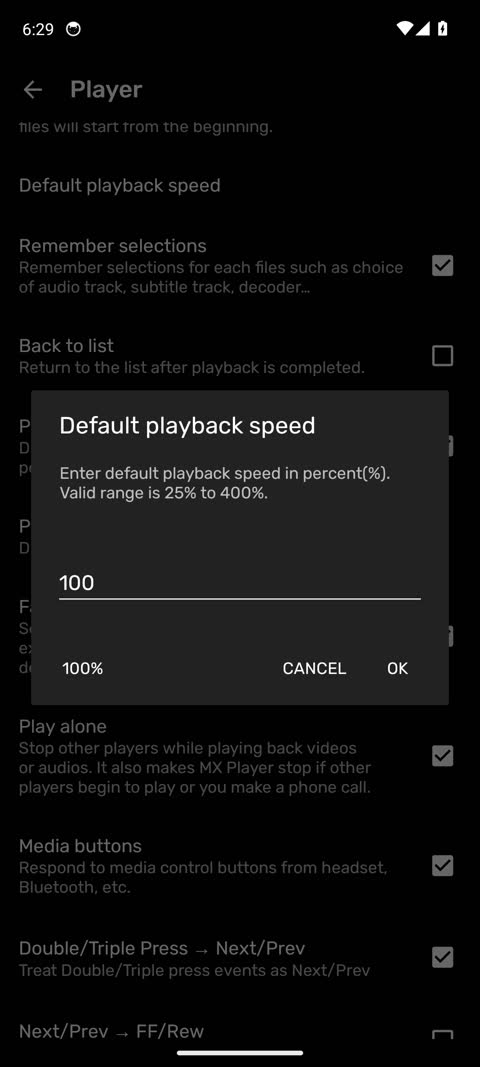 6:29
Player
files will start from the beginning.
Default playback speed
Remember selections
Remember selections for each files such as choice
of audio track, subtitle track, decoder…
Back to list
Return to the list after playback is completed.
Default playback speed
Enter default playback speed in percent(%).
Valid range is 25% to 400%.
100
100%
CANCEL
OK
Play alone
Stop other players while playing back videos
or audios. It also makes MX Player stop if other
players begin to play or you make a phone call.
Media buttons
Respond to media control buttons from headset,
Bluetooth, etc.
Double/Triple Press → Next/Prev
Treat Double/Triple press events as Next/Prev
Next/Prev → FF/Rew